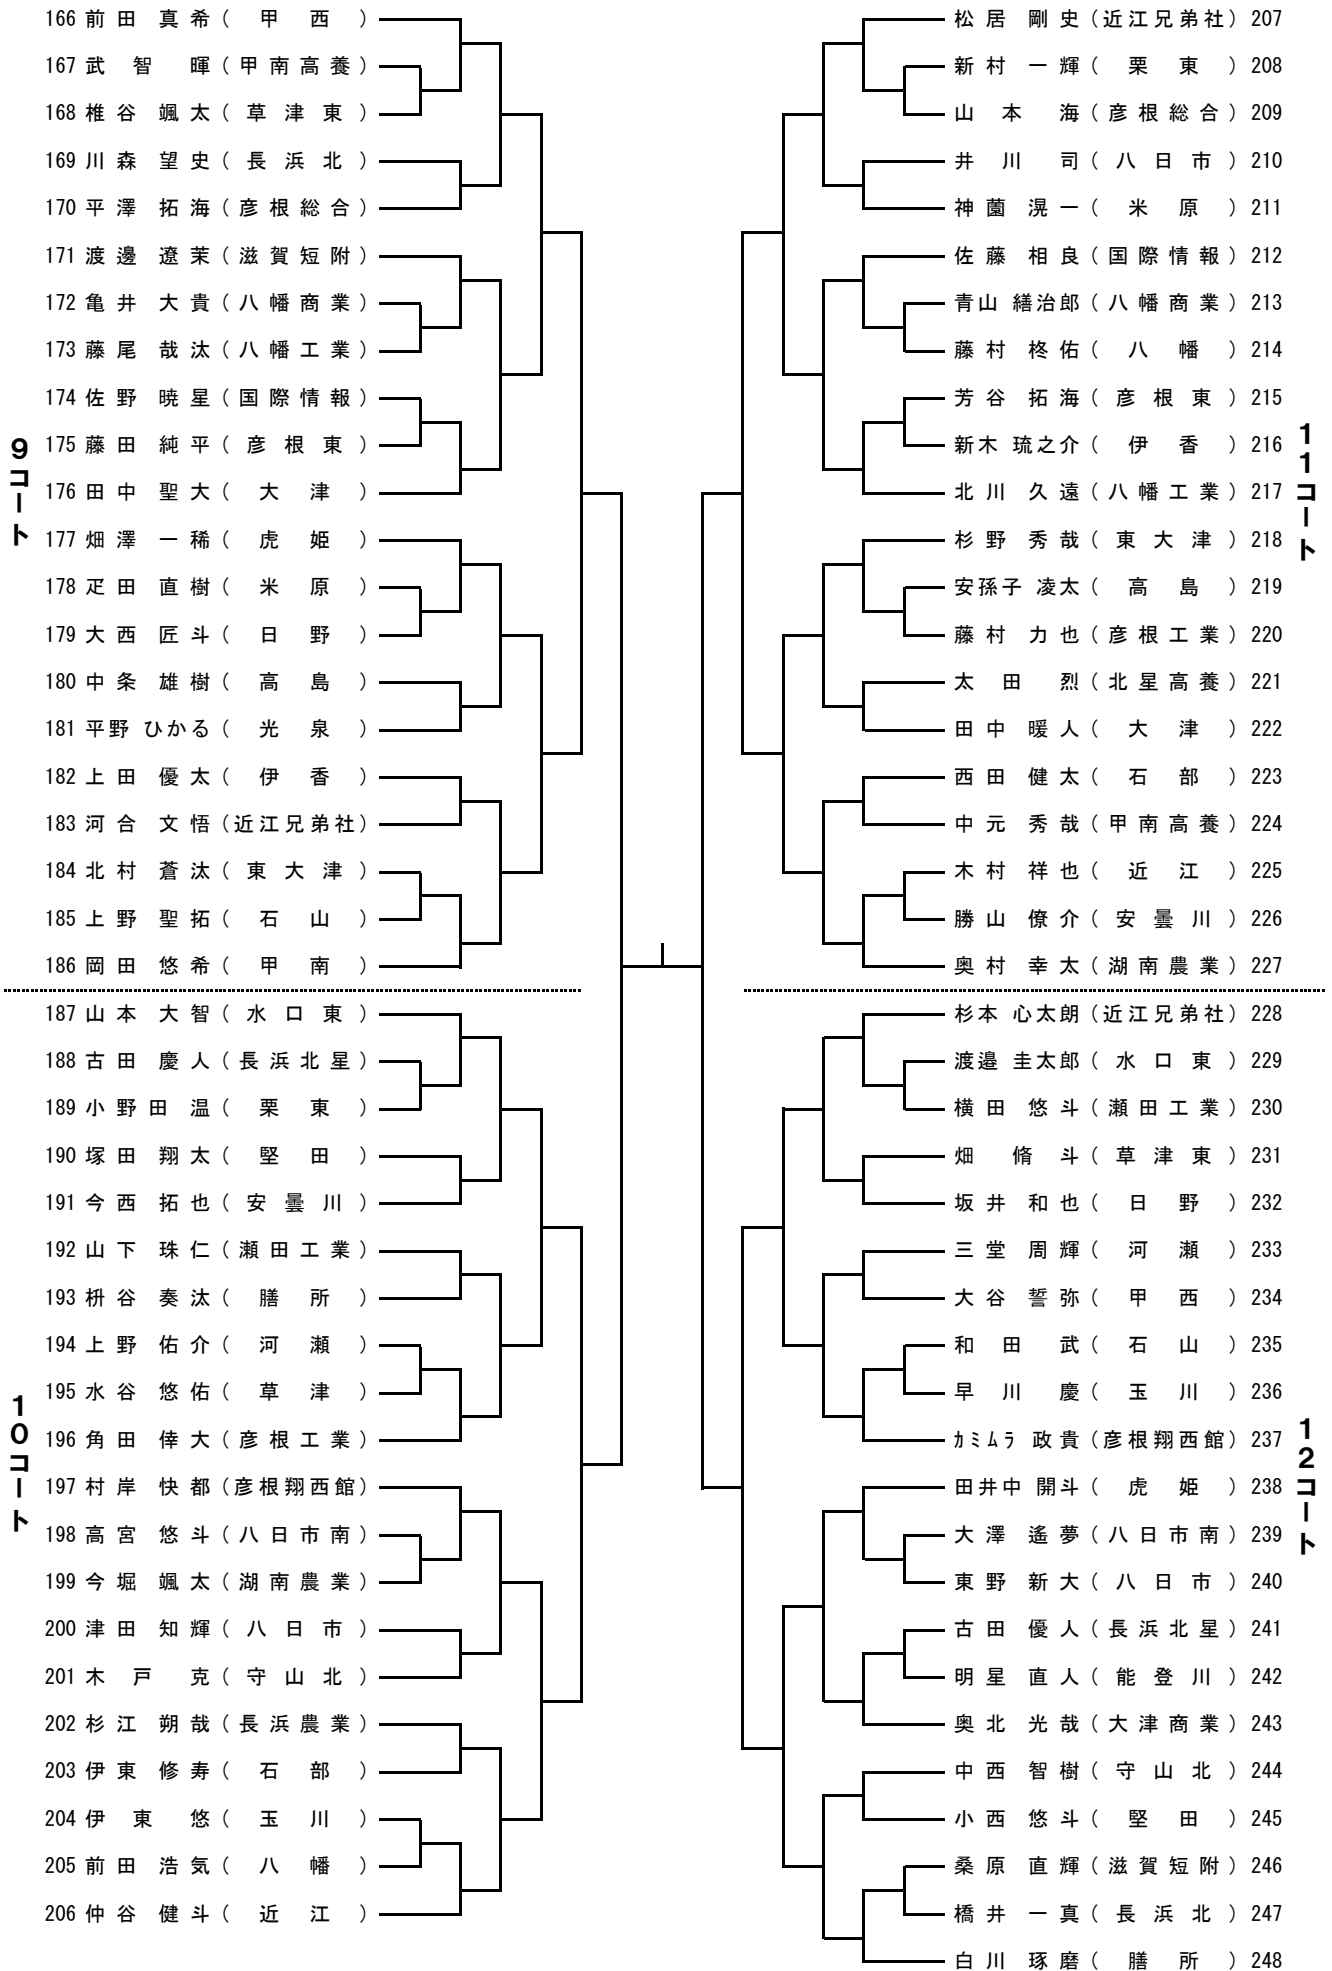 166 前田 真希 （甲西）
167 武智 暉 （甲南高養）
168 椎谷 颯太 （草津東）
169 川森 望史 （長浜北）
170 平澤 拓海 （彦根総合）
171 渡邊 遼茉 （滋賀短附）
172 亀井 大貴 （八幡商業）
173 藤尾 哉汰 （八幡工業）
174 佐野 暁星 （国際情報）
175 藤田 純平 （彦根東）
176 田中 聖大 （大津）
177 畑澤 一稀 （虎姫）
178 疋田 直樹 （米原）
179 大西 匠斗 （日野）
180 中条 雄樹 （高島）
181 平野 ひかる （光泉）
182 上田 優太 （伊香）
183 河合 文悟 （近江兄弟社）
184 北村 蒼汰 （東大津）
185 上野 聖拓 （石山）
186 岡田 悠希 （甲南）
9コート
187 山本 大智 （水口東）
188 古田 慶人 （長浜北星）
189 小野田 温 （栗東）
190 塚田 翔太 （堅田）
191 今西 拓也 （安曇川）
192 山下 珠仁 （瀬田工業）
193 枡谷 奏汰 （膳所）
194 上野 佑介 （河瀬）
195 水谷 悠佑 （草津）
196 角田 倖大 （彦根工業）
197 村岸 快都 （彦根翔西館）
198 高宮 悠斗 （八日市南）
199 今堀 颯太 （湖南農業）
200 津田 知輝 （八日市）
201 木戸 克 （守山北）
202 杉江 朔哉 （長浜農業）
203 伊東 修寿 （石部）
204 伊東 悠 （玉川）
205 前田 浩気 （八幡）
206 仲谷 健斗 （近江）
10コート
松居 剛史 （近江兄弟社） 207
新村 一輝 （栗東） 208
山本 海 （彦根総合） 209
井川 司 （八日市） 210
神薗 滉一 （米原） 211
佐藤 相良 （国際情報） 212
青山 繕治郎 （八幡商業） 213
藤村 柊佑 （八幡） 214
芳谷 拓海 （彦根東） 215
新木 琉之介 （伊香） 216
北川 久遠 （八幡工業） 217
杉野 秀哉 （東大津） 218
安孫子 凌太 （高島） 219
藤村 力也 （彦根工業） 220
太田 烈 （北星高養） 221
田中 暖人 （大津） 222
西田 健太 （石部） 223
中元 秀哉 （甲南高養） 224
木村 祥也 （近江） 225
勝山 僚介 （安曇川） 226
奥村 幸太 （湖南農業） 227
11コート
杉本 心太朗 （近江兄弟社） 228
渡邉 圭太郎 （水口東） 229
横田 悠斗 （瀬田工業） 230
畑 脩斗 （草津東） 231
坂井 和也 （日野） 232
三堂 周輝 （河瀬） 233
大谷 誓弥 （甲西） 234
和田 武 （石山） 235
早川 慶 （玉川） 236
ｶﾐﾑﾗ 政貴 （彦根翔西館） 237
田井中 開斗 （虎姫） 238
大澤 遙夢 （八日市南） 239
東野 新大 （八日市） 240
古田 優人 （長浜北星） 241
明星 直人 （能登川） 242
奥北 光哉 （大津商業） 243
中西 智樹 （守山北） 244
小西 悠斗 （堅田） 245
桑原 直輝 （滋賀短附） 246
橋井 一真 （長浜北） 247
白川 琢磨 （膳所） 248
12コート